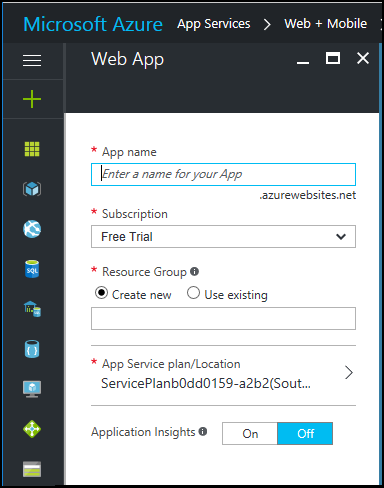 Microsoft Azure App Services > Web + Mobile >
Web App
* App name
Enter a name for your App
.azurewebsites.net
* Subscription
Free Trial
* Resource Group
Create new Use existing
* App Service plan/Location
ServicePlanb0dd0159-a2b2(Sout...
Application Insights On Off
SQL